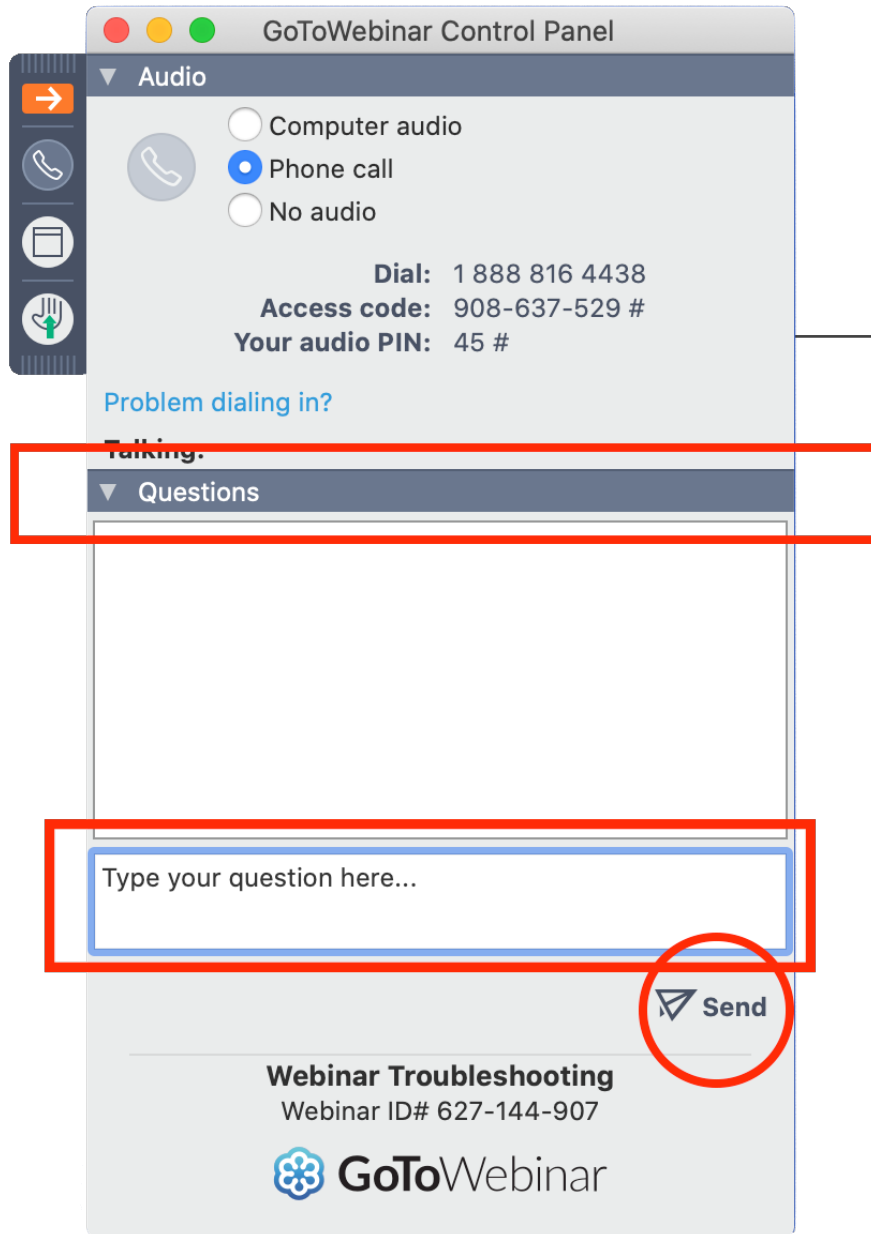 GoToWebinar Control Panel
Audio
Computer audio
Phone call
No audio
Dial: 1 888 816 4438
Access code: 908-637-529 #
Your audio PIN: 45 #
Problem dialing in?
Talking:
Questions
Type your question here...
Send
Webinar Troubleshooting
Webinar ID# 627-144-907
GoToWebinar